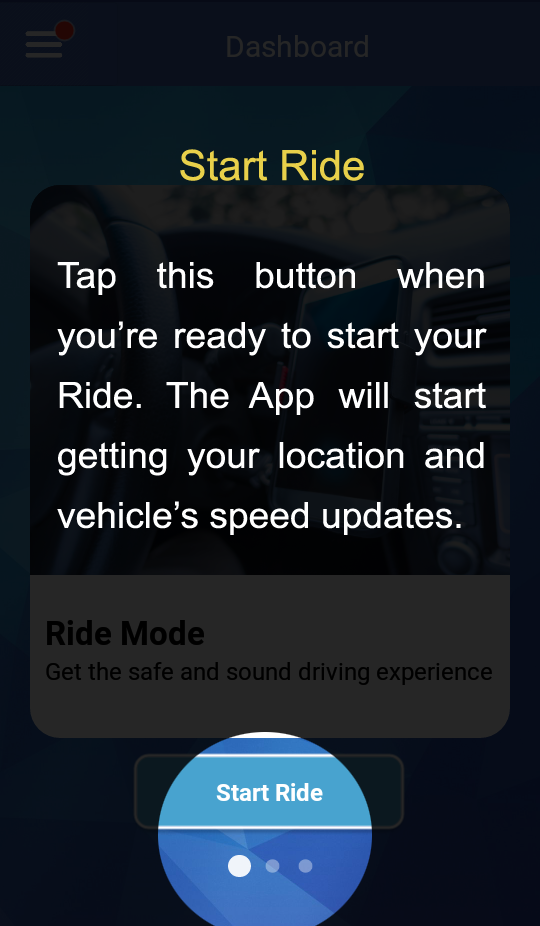 Dashboard
Start Ride
Tap this button when
you’re ready to start your
Ride. The App will start
getting your location and
vehicle’s speed updates.
Ride Mode
Get the safe and sound driving experience
Start Ride